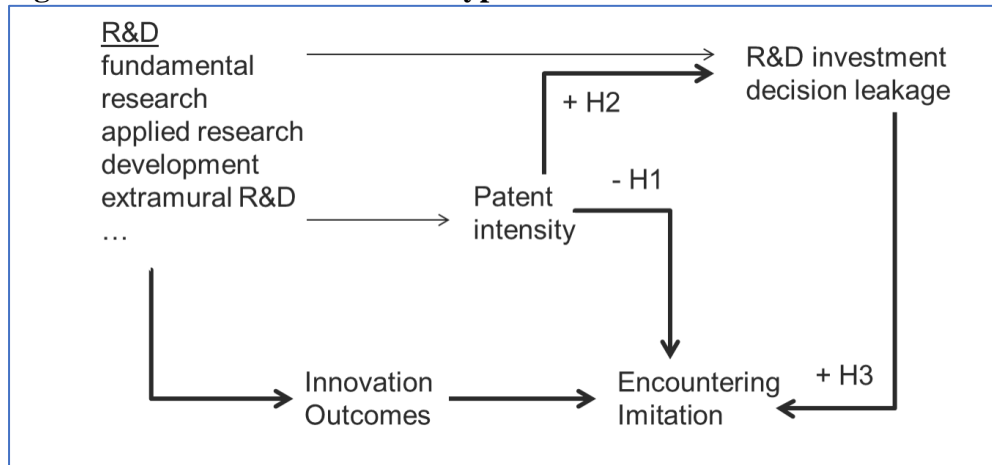 R&D
fundamental
research
applied research
development
extramural R&D
…
R&D investment
decision leakage
+ H2
- H1
Patent
intensity
Innovation
Outcomes
Encountering
Imitation
+ H3